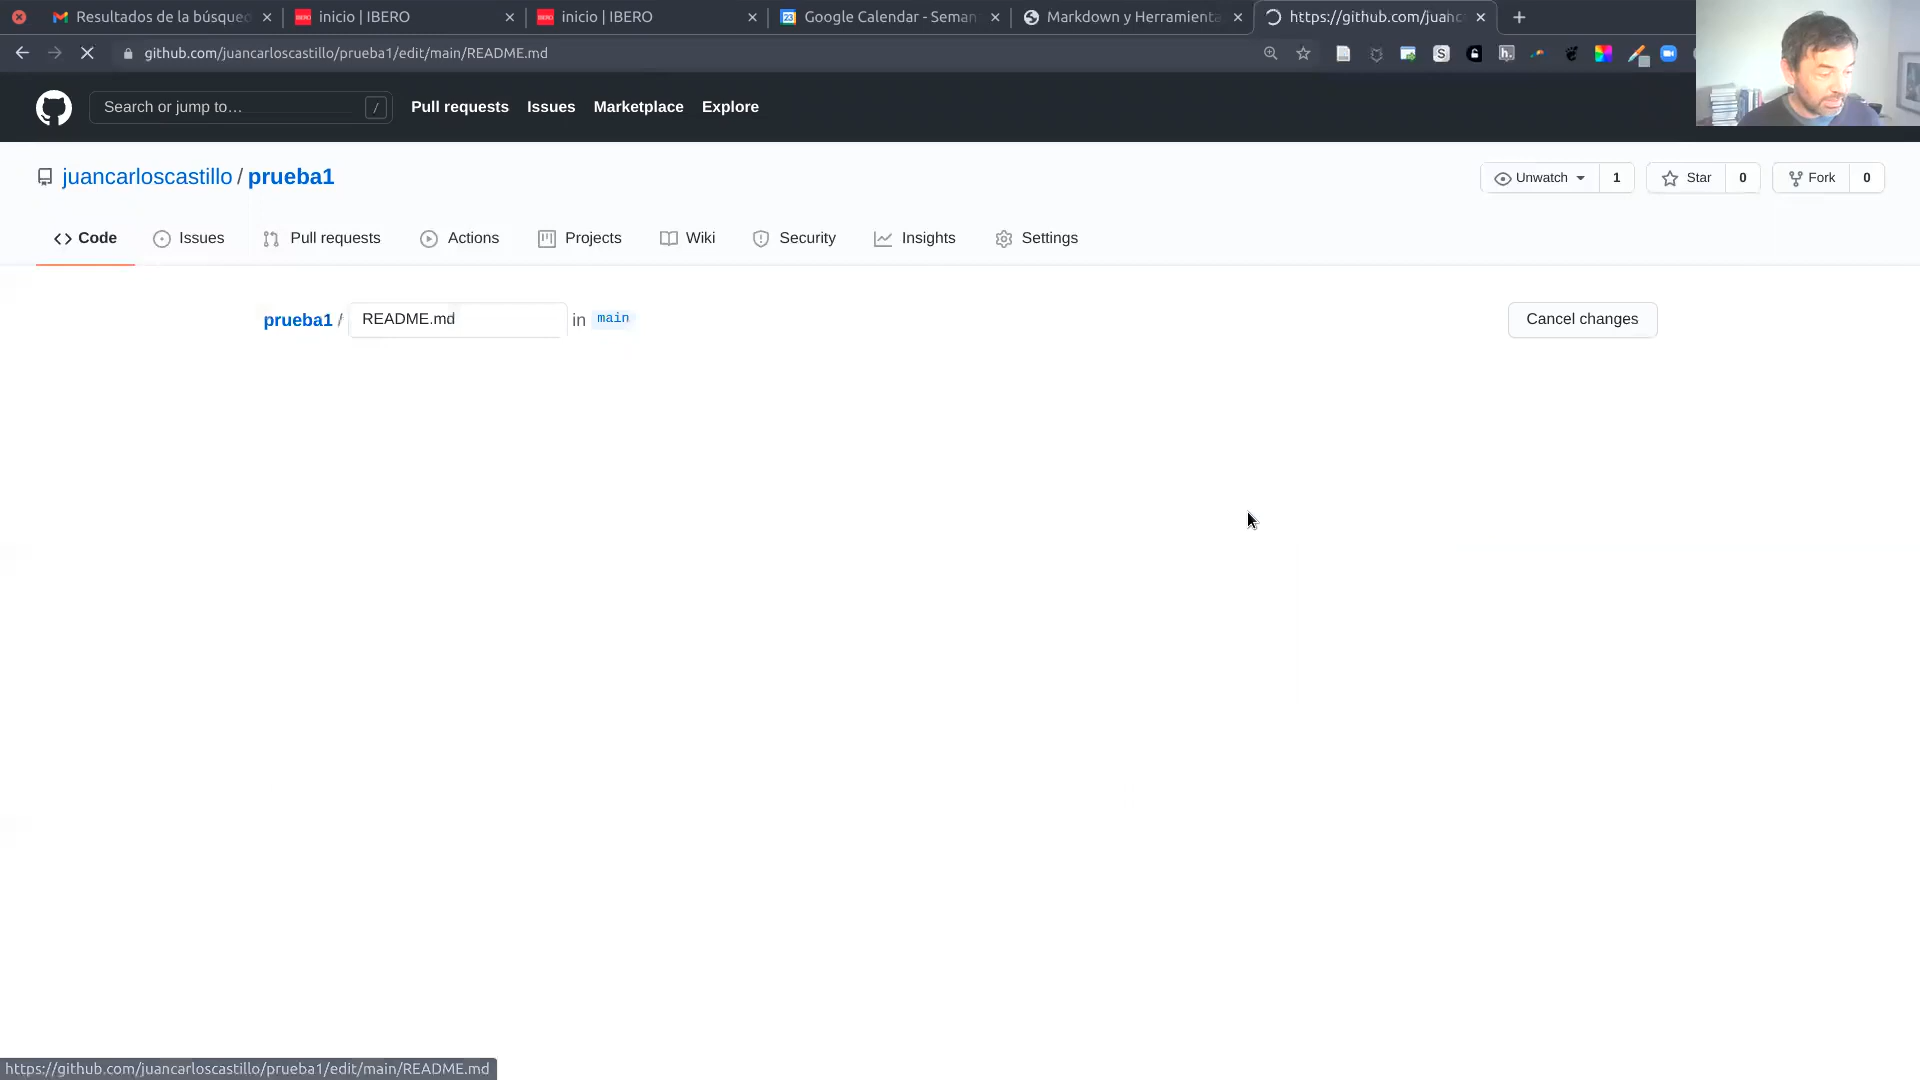 Resultados de la búsque
inicio | IBERO
inicio | IBERO
23 Google Calendar - Seman
Markdown y Herramienta
https://github.com/juanc
github.com/juancarloscastillo/prueba1/edit/main/README.md
Search or jump to… /
Pull requests
Issues
Marketplace
Explore
juancarloscastillo / prueba1
Unwatch 1
Star 0
Fork 0
Code
Issues
Pull requests
Actions
Projects
Wiki
Security
Insights
Settings
prueba1 / README.md in main
Cancel changes
https://github.com/juancarloscastillo/prueba1/edit/main/README.md